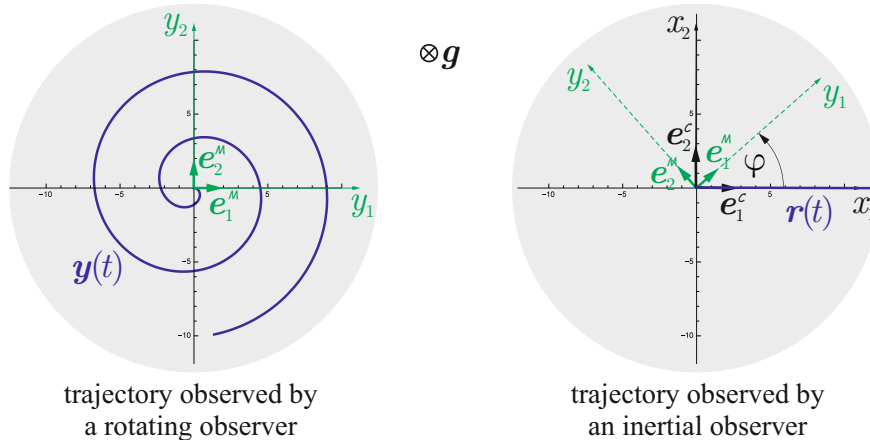 y₂
⊗g
x₂
5
-10
-5
5
-5
-10
e₂ᴹ
e₁ᴹ
y₁
y(t)
y₂
y₁
5
-10
-5
5
-5
-10
e₂ᶜ
e₁ᴹ
e₂ᴹ
φ
e₁ᶜ
r(t)
trajectory observed by
a rotating observer
trajectory observed by
an inertial observer